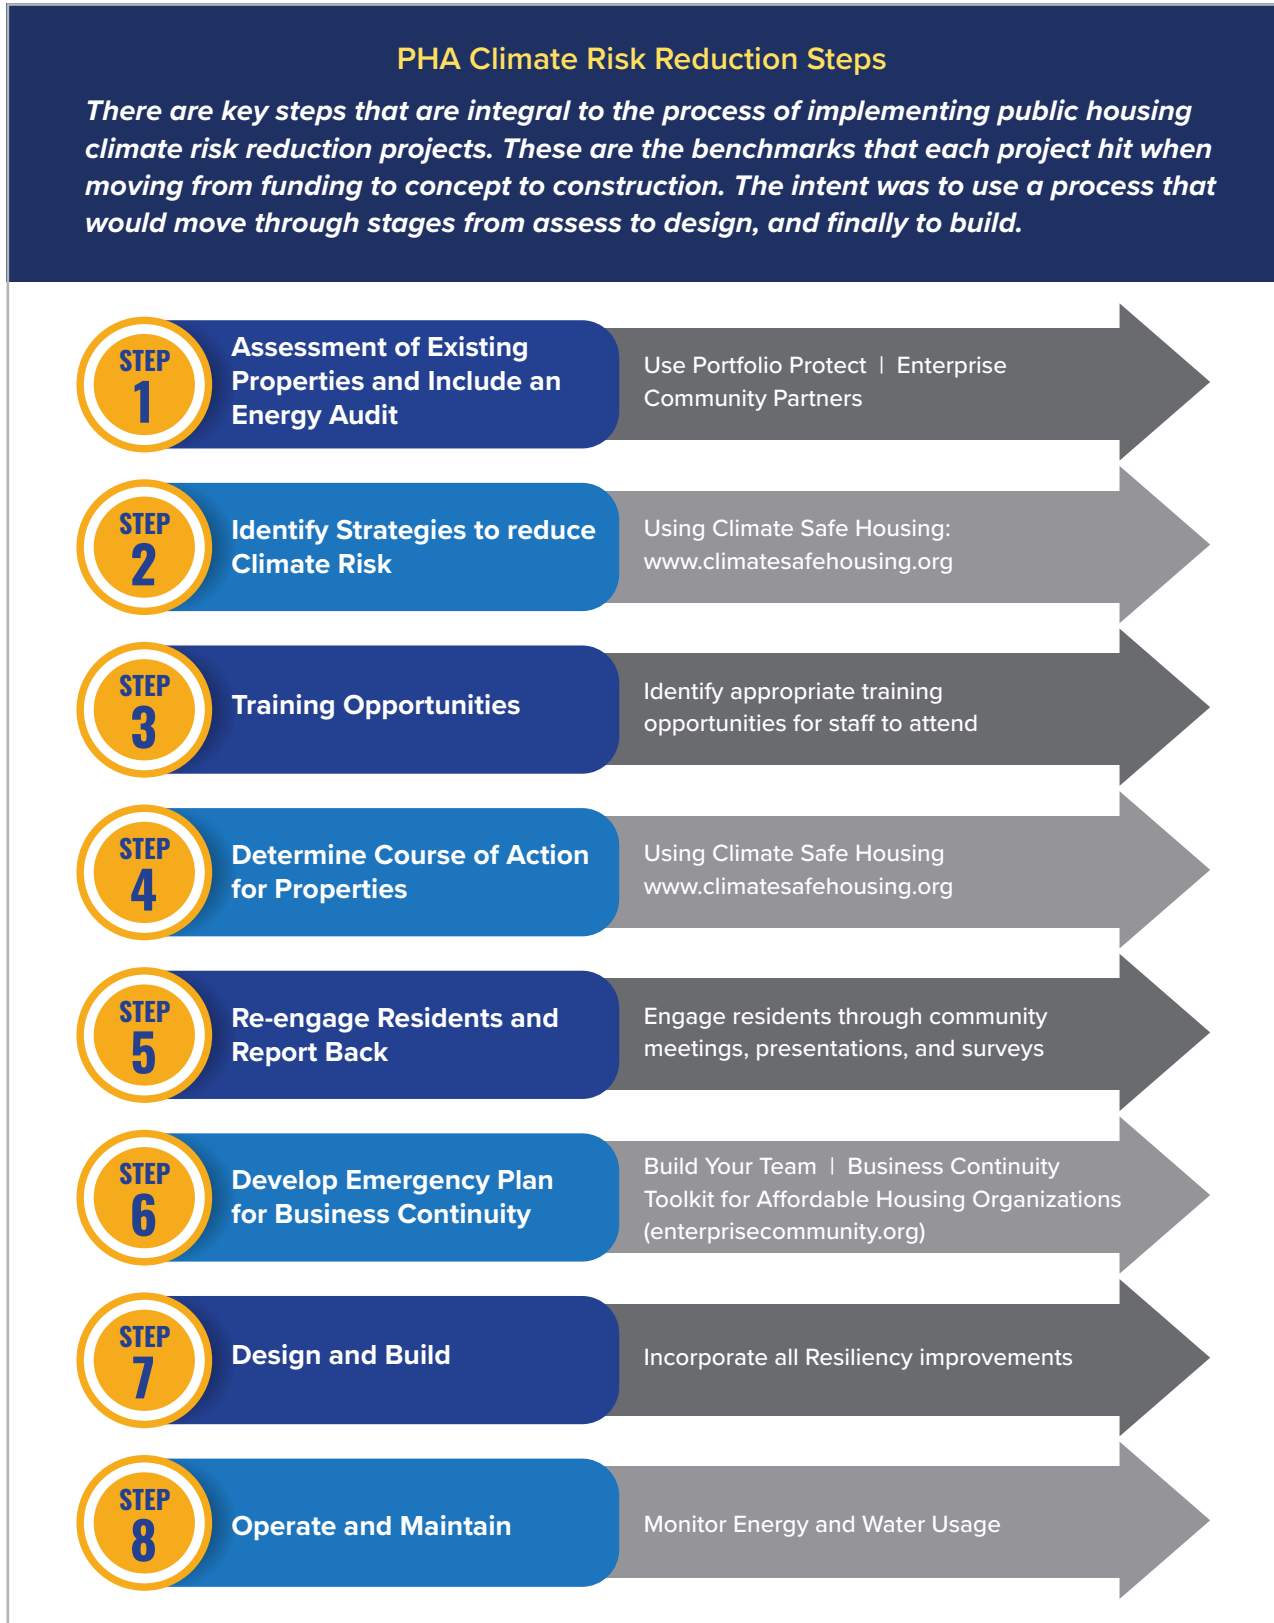 PHA Climate Risk Reduction Steps
There are key steps that are integral to the process of implementing public housing
climate risk reduction projects. These are the benchmarks that each project hit when
moving from funding to concept to construction. The intent was to use a process that
would move through stages from assess to design, and finally to build.
STEP
1
Assessment of Existing
Properties and Include an
Energy Audit
Use Portfolio Protect | Enterprise
Community Partners
STEP
2
Identify Strategies to reduce
Climate Risk
Using Climate Safe Housing:
www.climatesafehousing.org
STEP
3
Training Opportunities
Identify appropriate training
opportunities for staff to attend
STEP
4
Determine Course of Action
for Properties
Using Climate Safe Housing
www.climatesafehousing.org
STEP
5
Re-engage Residents and
Report Back
Engage residents through community
meetings, presentations, and surveys
STEP
6
Develop Emergency Plan
for Business Continuity
Build Your Team | Business Continuity
Toolkit for Affordable Housing Organizations
(enterprisecommunity.org)
STEP
7
Design and Build
Incorporate all Resiliency improvements
STEP
8
Operate and Maintain
Monitor Energy and Water Usage